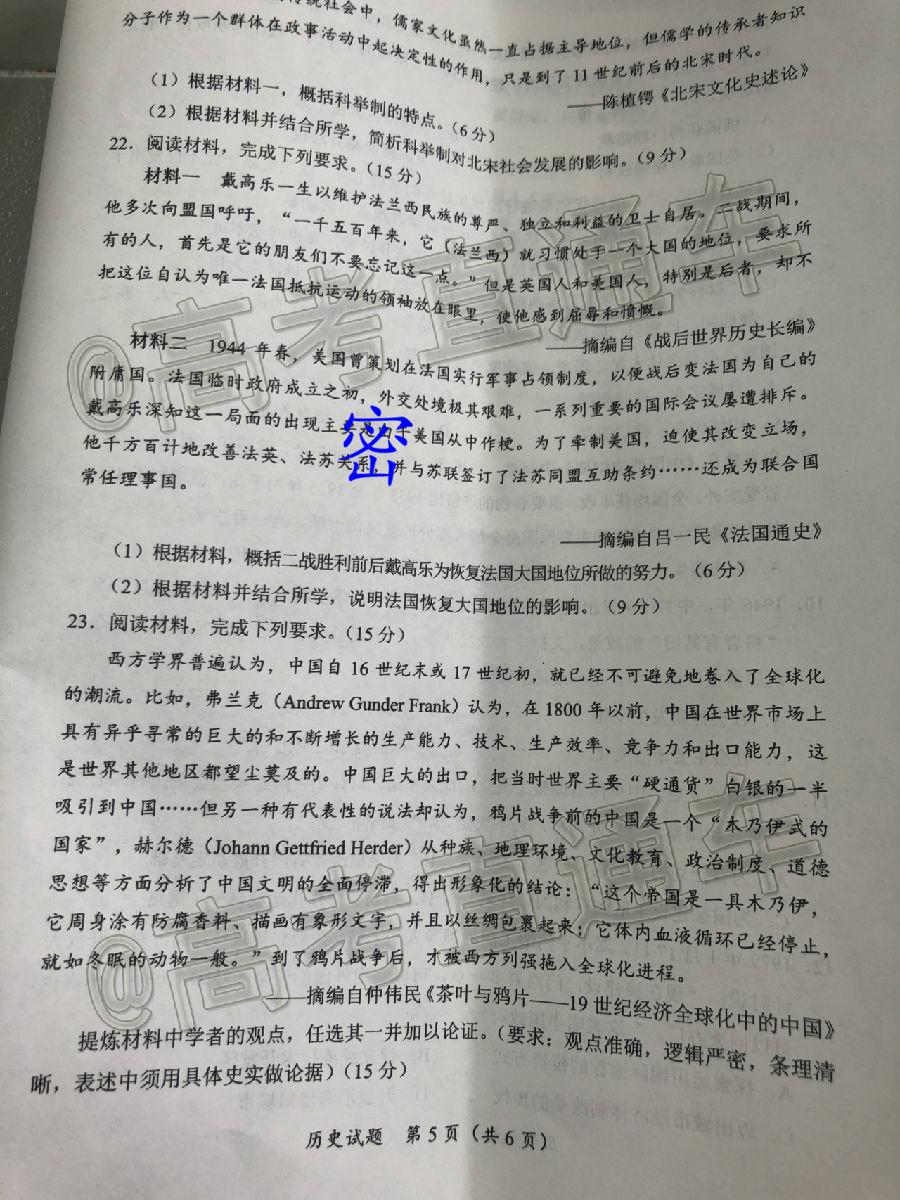 传统社会中，儒家文化虽然一直占据主导地位，但儒学的传承者知识
分子作为一个群体在政事活动中起决定性的作用，只是到了 11 世纪前后的北宋时代。
——陈植锷《北宋文化史述论》
（1）根据材料一，概括科举制的特点。（6 分）
（2）根据材料并结合所学，简析科举制对北宋社会发展的影响。（9 分）
22．阅读材料，完成下列要求。（15 分）
材料一 戴高乐一生以维护法兰西民族的尊严、独立和利益的卫士自居。二战期间，
他多次向盟国呼吁，“一千五百年来，它（法兰西）就习惯处于一个大国的地位，要求所
有的人，首先是它的朋友们不要忘记这一点。”但是英国人和美国人，特别是后者，却不
把这位自认为唯一法国抵抗运动的领袖放在眼里，使他感到屈辱和愤慨。
——摘编自《战后世界历史长编》
材料二 1944 年春，美国曾策划在法国实行军事占领制度，以便战后变法国为自己的
附庸国。法国临时政府成立之初，外交处境极其艰难，一系列重要的国际会议屡遭排斥。
戴高乐深知这一局面的出现主要是由于美国从中作梗。为了牵制美国，迫使其改变立场，
他千方百计地改善法英、法苏关系，并与苏联签订了法苏同盟互助条约……还成为联合国
常任理事国。
——摘编自吕一民《法国通史》
（1）根据材料，概括二战胜利前后戴高乐为恢复法国大国地位所做的努力。（6 分）
（2）根据材料并结合所学，说明法国恢复大国地位的影响。（9 分）
23．阅读材料，完成下列要求。（15 分）
西方学界普遍认为，中国自 16 世纪末或 17 世纪初，就已经不可避免地卷入了全球化
的潮流。比如，弗兰克（Andrew Gunder Frank）认为，在 1800 年以前，中国在世界市场上
具有异乎寻常的巨大的和不断增长的生产能力、技术、生产效率、竞争力和出口能力，这
是世界其他地区都望尘莫及的。中国巨大的出口，把当时世界主要“硬通货”白银的一半
吸引到中国……但另一种有代表性的说法却认为，鸦片战争前的中国是一个“木乃伊式的
国家”，赫尔德（Johann Gettfried Herder）从种族、地理环境、文化教育、政治制度、道德
思想等方面分析了中国文明的全面停滞，得出形象化的结论：“这个帝国是一具木乃伊，
它周身涂有防腐香料、描画有象形文字，并且以丝绸包裹起来；它体内血液循环已经停止，
就如冬眠的动物一般。”到了鸦片战争后，才被西方列强拖入全球化进程。
——摘编自仲伟民《茶叶与鸦片——19 世纪经济全球化中的中国》
提炼材料中学者的观点，任选其一并加以论证。（要求：观点准确，逻辑严密，条理清
晰，表述中须用具体史实做论据）（15 分）
历史试题 第 5 页（共 6 页）
@高考直通车
密
@高考直通车